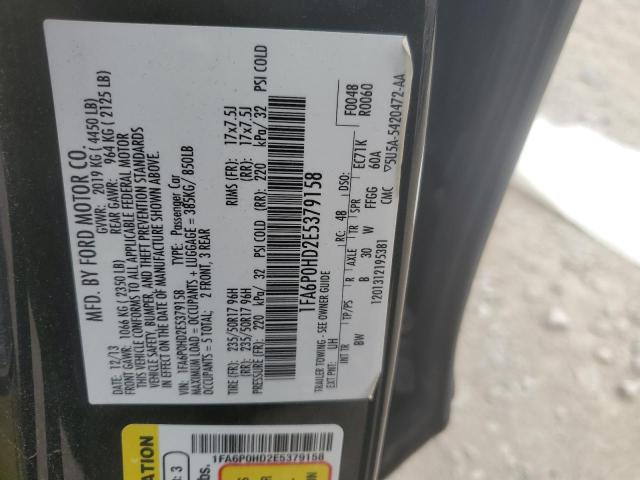 MFD. BY FORD MOTOR CO.
DATE: 12/13 GVWR: 2019 KG ( 4450 LB)
FRONT GAWR: 1066 KG ( 2350 LB) REAR GAWR: 964 KG ( 2125 LB)
THIS VEHICLE CONFORMS TO ALL APPLICABLE FEDERAL MOTOR
VEHICLE SAFETY, BUMPER, AND THEFT PREVENTION STANDARDS
IN EFFECT ON THE DATE OF MANUFACTURE SHOWN ABOVE.
VIN: 1FA6P0HD2E5379158 TYPE: Passenger Car
MAXIMUM LOAD = OCCUPANTS + LUGGAGE = 385KG/ 850LB
OCCUPANTS = 5 TOTAL: 2 FRONT, 3 REAR
TIRE (FR): 235/50R17 96H RIMS (FR): 17x7.5J
(RR): 235/50R17 96H (RR): 17x7.5J
PRESSURE (FR): 220 kPa/ 32 PSI COLD (RR): 220 kPa/ 32 PSI COLD
1FA6P0HD2E5379158
TRAILER TOWING - SEE OWNER GUIDE F0048
EXT PNT: UH RC: 48 DSO: R0060
INT TR TP/PS R AXLE TR SPR EC71K
BW B 30 W FFGG 60A
1201312195381 CMC ▽5U5A-5420472-AA
1FA6P0HD2E5379158
3
lbs.